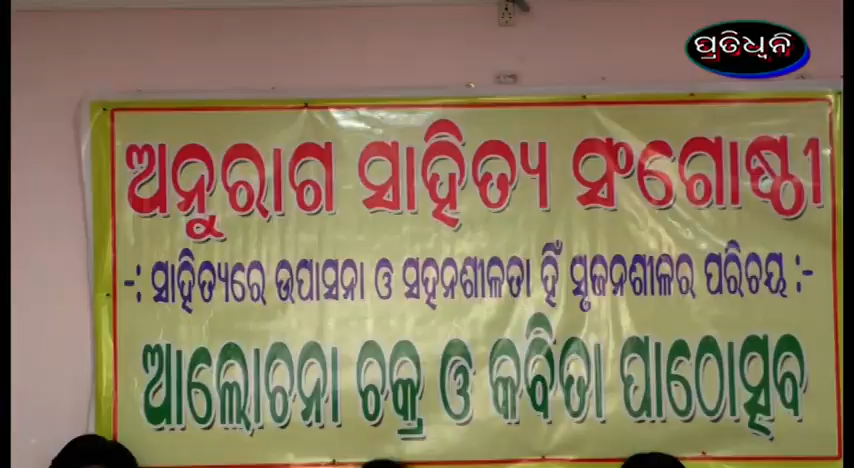 ପ୍ରତିଧ୍ୱନି
ଅନୁରାଗ ସାହିତ୍ୟ ସଂଗୋଷ୍ଠୀ
-: ସାହିତ୍ୟରେ ଉପାସନା ଓ ସହନଶୀଳତା ହିଁ ସୃଜନଶୀଳର ପରିଚୟ :-
ଆଲୋଚନା ଚକ୍ର ଓ କବିତା ପାଠୋତ୍ସବ